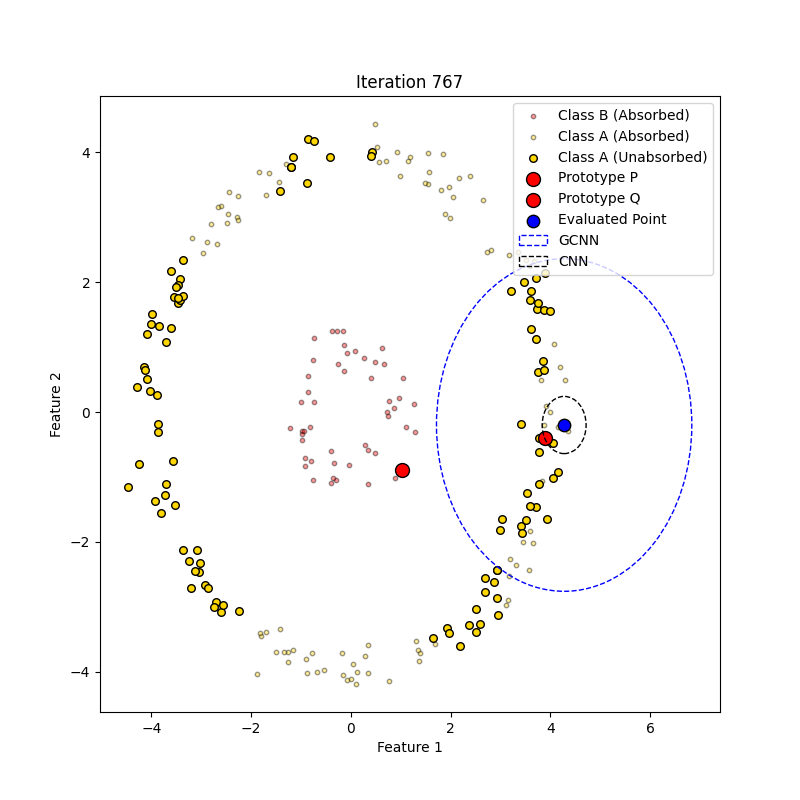 Iteration 767
Class B (Absorbed)
Class A (Absorbed)
Class A (Unabsorbed)
Prototype P
Prototype Q
Evaluated Point
GCNN
CNN
4
2
0
−2
−4
Feature 2
−4
−2
0
2
4
6
Feature 1